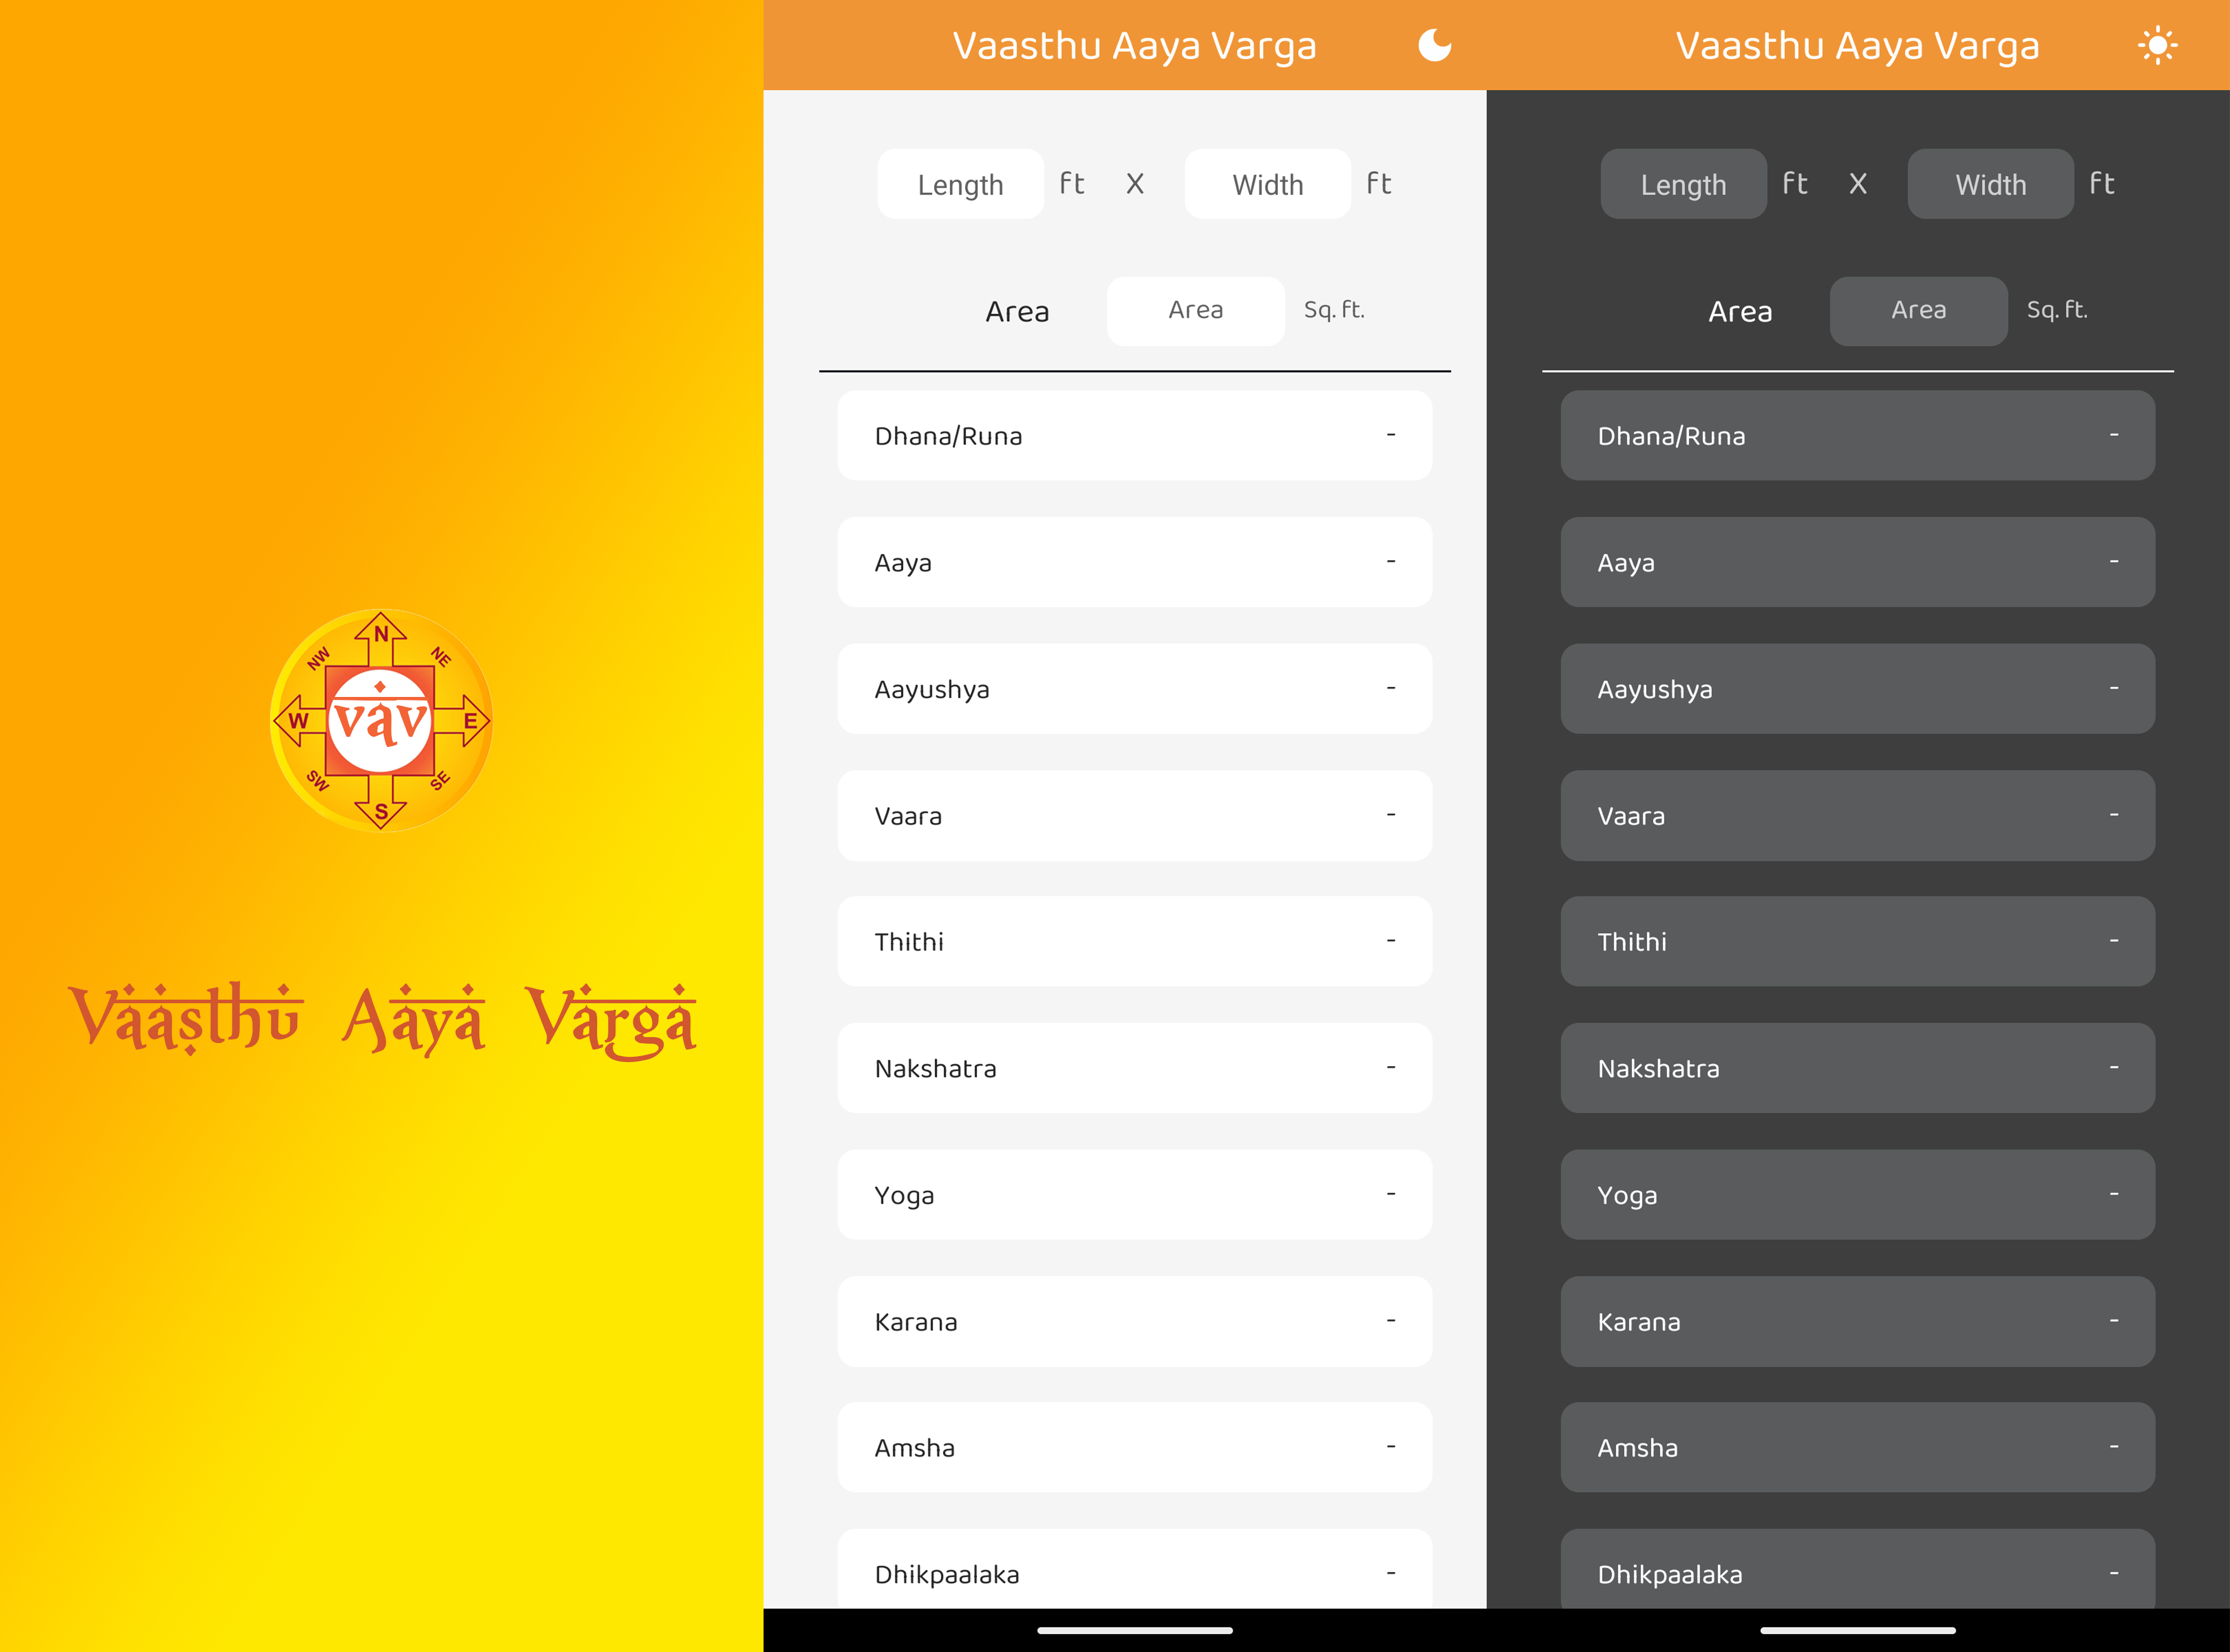 N
NW NE
vav
W E
SW SE
S
Vaasthu Aaya Varga
Vaasthu Aaya Varga
Length ft X Width ft
Area Area Sq. ft.
Dhana/Runa -
Aaya -
Aayushya -
Vaara -
Thithi -
Nakshatra -
Yoga -
Karana -
Amsha -
Dhikpaalaka -
Vaasthu Aaya Varga
Length ft X Width ft
Area Area Sq. ft.
Dhana/Runa -
Aaya -
Aayushya -
Vaara -
Thithi -
Nakshatra -
Yoga -
Karana -
Amsha -
Dhikpaalaka -